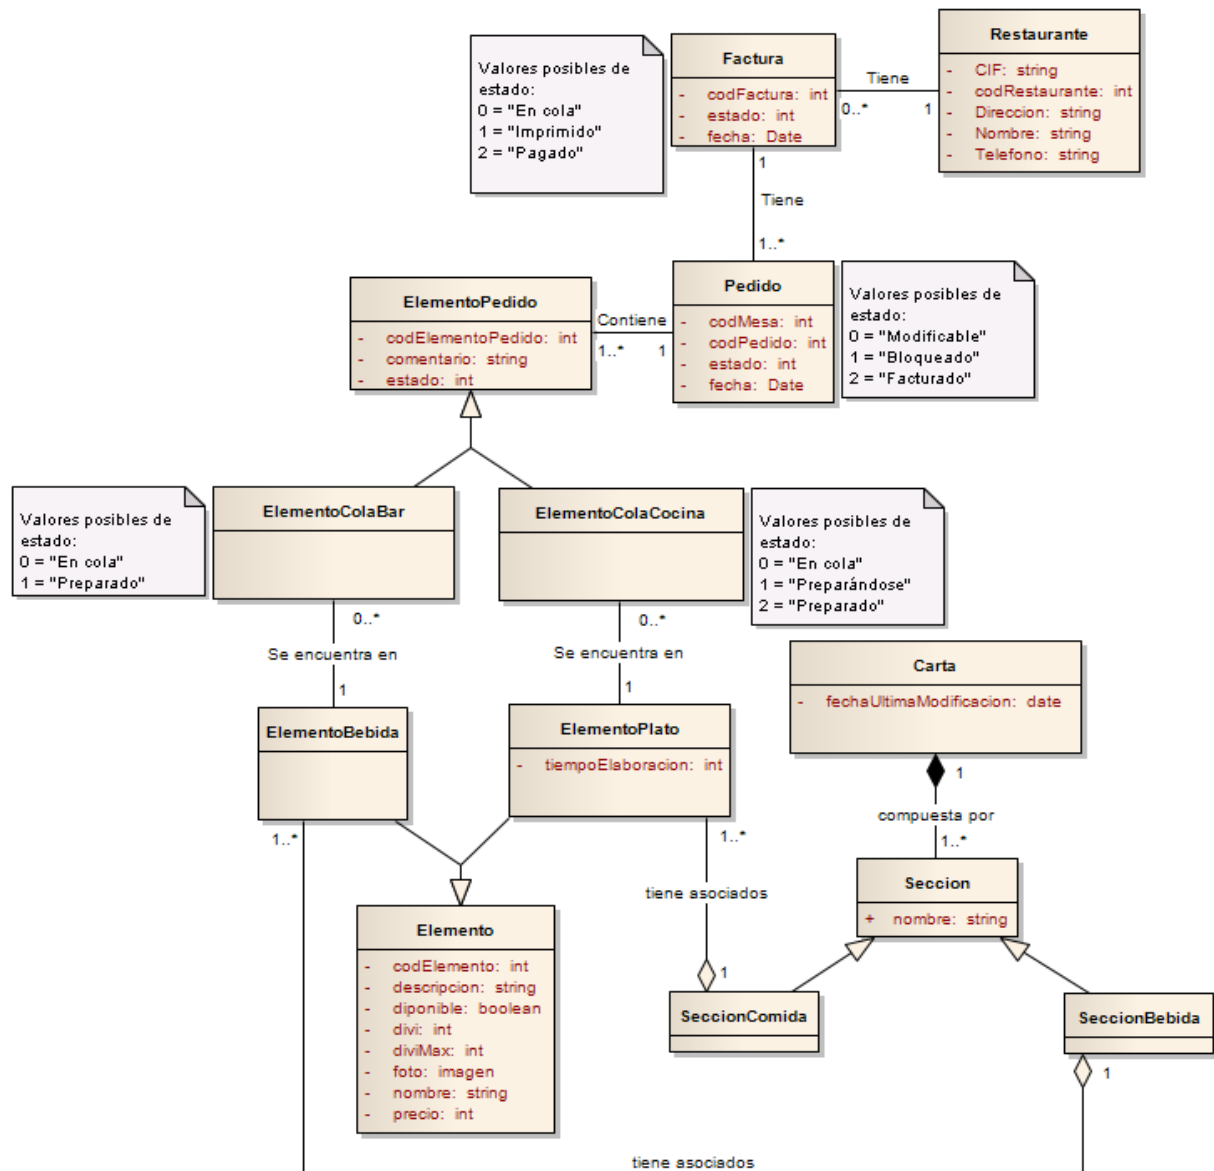 Valores posibles de
estado:
0 = "En cola"
1 = "Imprimido"
2 = "Pagado"
Factura
- codFactura: int
- estado: int
- fecha: Date
Tiene
0..*
1
Restaurante
- CIF: string
- codRestaurante: int
- Direccion: string
- Nombre: string
- Telefono: string
1
Tiene
1..*
ElementoPedido
- codElementoPedido: int
- comentario: string
- estado: int
Contiene
1..*
1
Pedido
- codMesa: int
- codPedido: int
- estado: int
- fecha: Date
Valores posibles de
estado:
0 = "Modificable"
1 = "Bloqueado"
2 = "Facturado"
Valores posibles de
estado:
0 = "En cola"
1 = "Preparado"
ElementoColaBar
ElementoColaCocina
Valores posibles de
estado:
0 = "En cola"
1 = "Preparándose"
2 = "Preparado"
0..*
Se encuentra en
1
0..*
Se encuentra en
1
ElementoBebida
ElementoPlato
- tiempoElaboracion: int
Carta
- fechaUltimaModificacion: date
1
compuesta por
1..*
1..*
1..*
tiene asociados
1
Seccion
+ nombre: string
Elemento
- codElemento: int
- descripcion: string
- diponible: boolean
- divi: int
- diviMax: int
- foto: imagen
- nombre: string
- precio: int
SeccionComida
SeccionBebida
1
tiene asociados